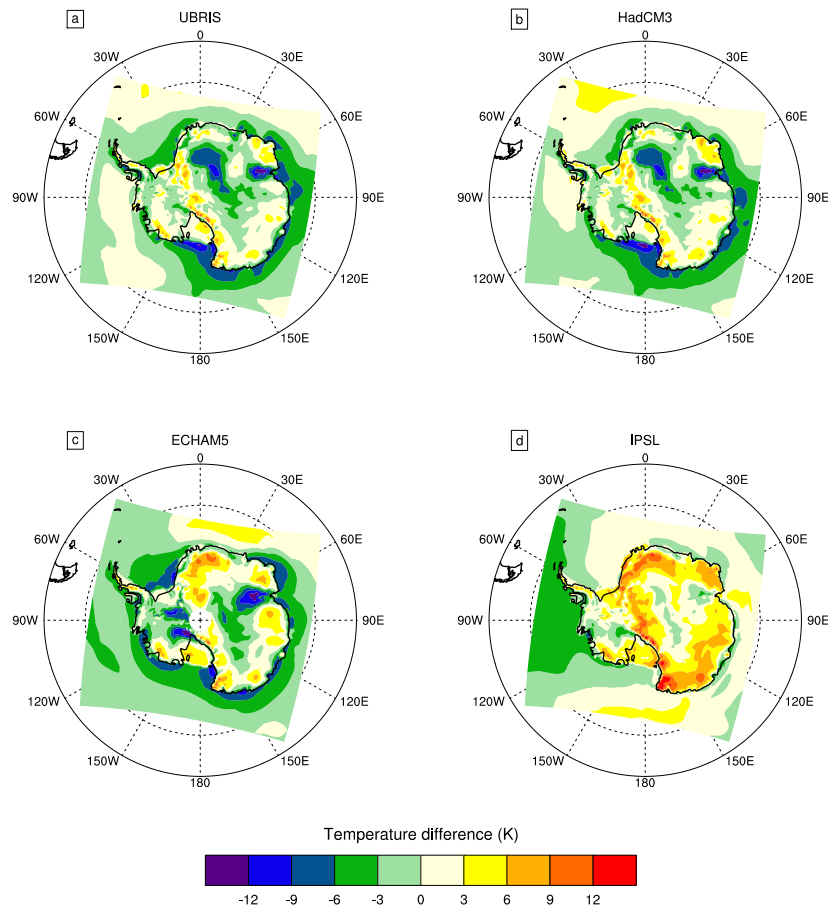 a UBRIS
0
30W 30E
60W 60E
90W 90E
120W 120E
150W 150E
180
b HadCM3
0
30W 30E
60W 60E
90W 90E
120W 120E
150W 150E
180
c ECHAM5
0
30W 30E
60W 60E
90W 90E
120W 120E
150W 150E
180
d IPSL
0
30W 30E
60W 60E
90W 90E
120W 120E
150W 150E
180
Temperature difference (K)
-12 -9 -6 -3 0 3 6 9 12